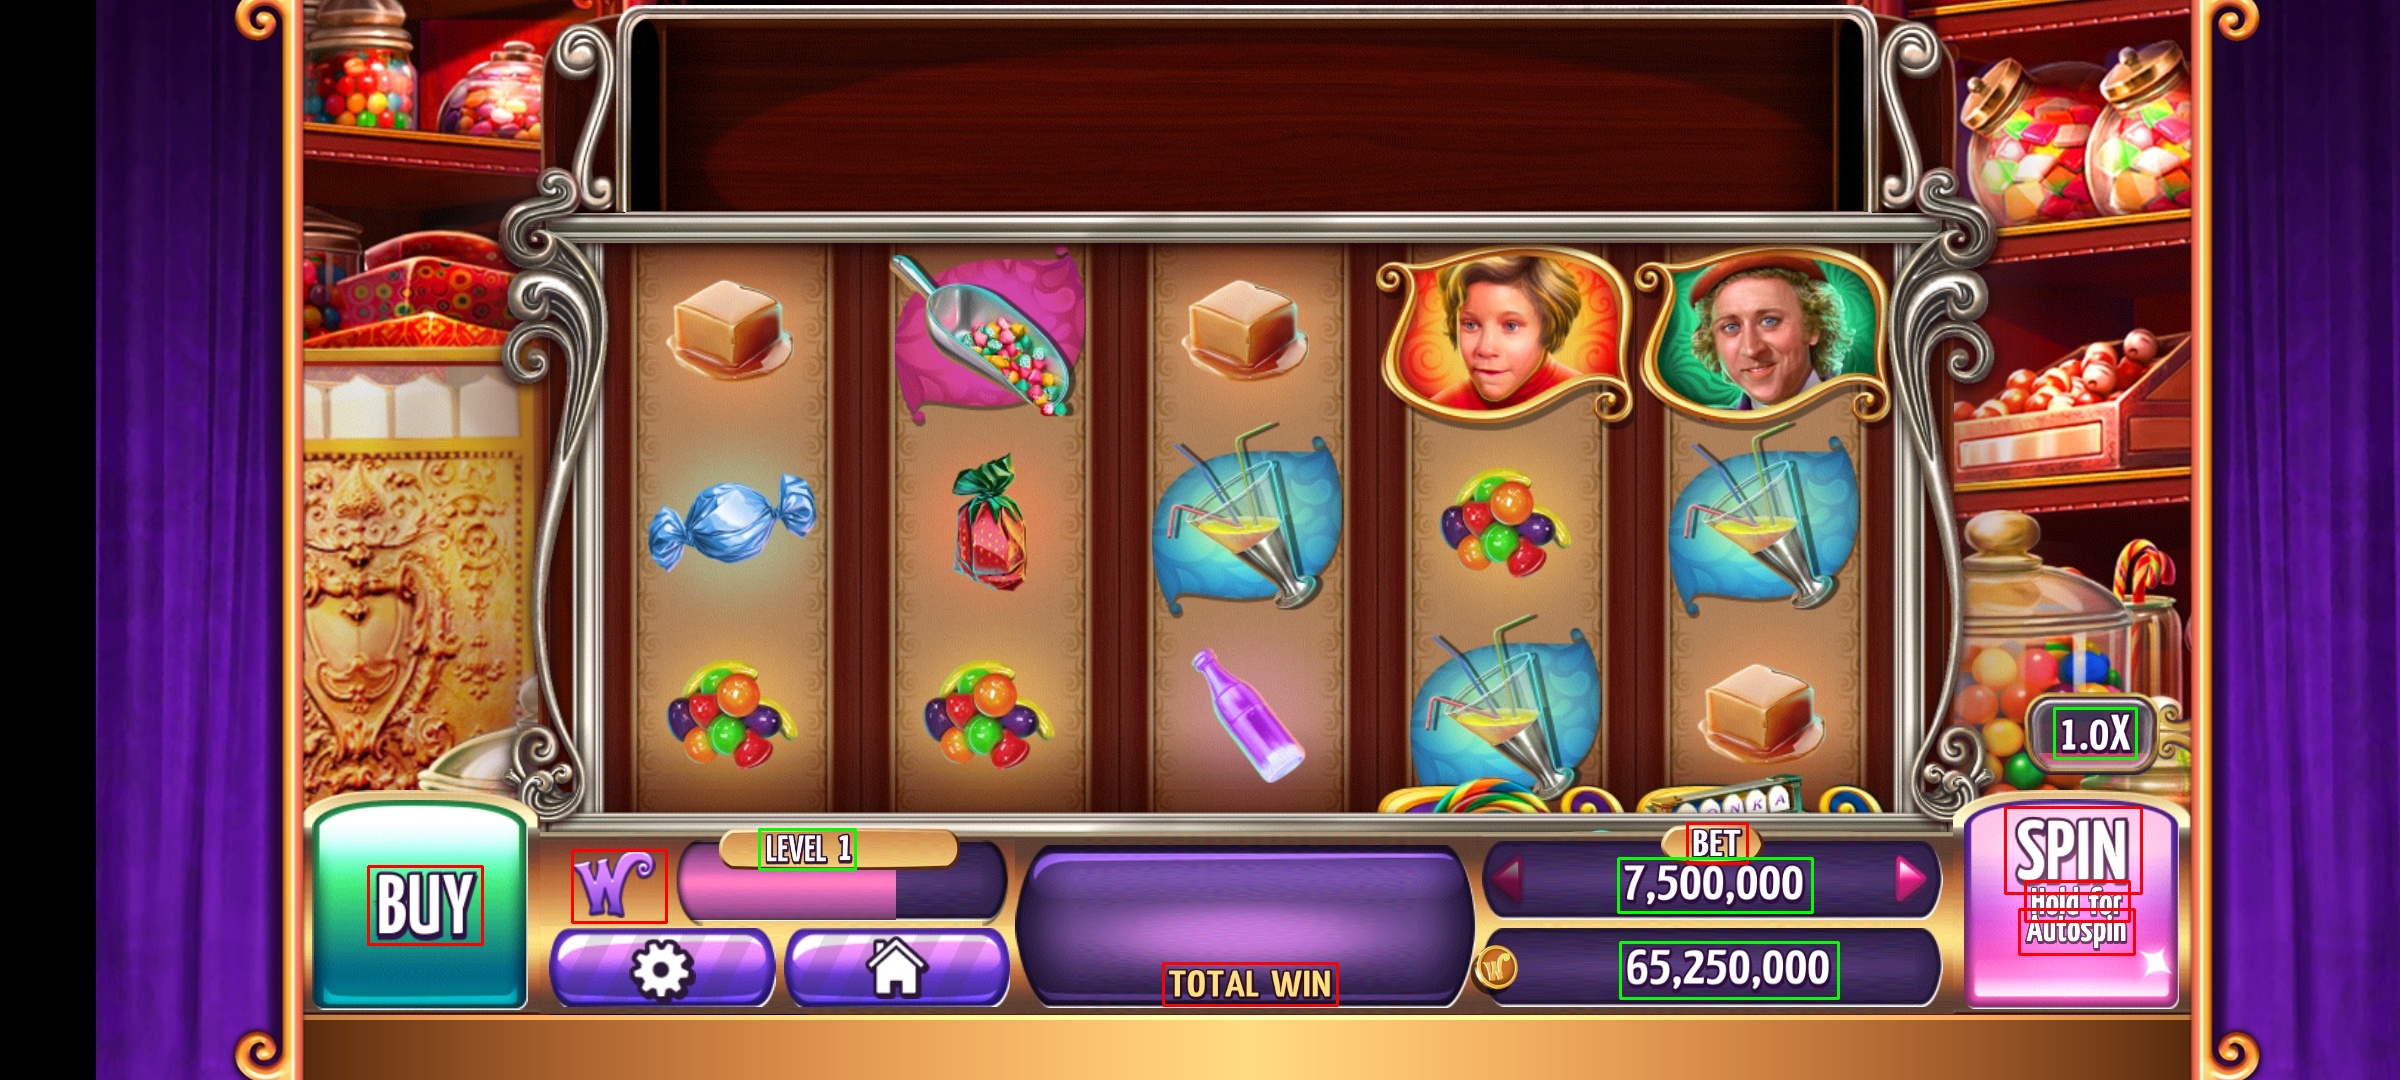 1.0X
LEVEL 1
BET
SPIN
7,500,000
BUY
W
Hold for
Autospin
65,250,000
TOTAL WIN